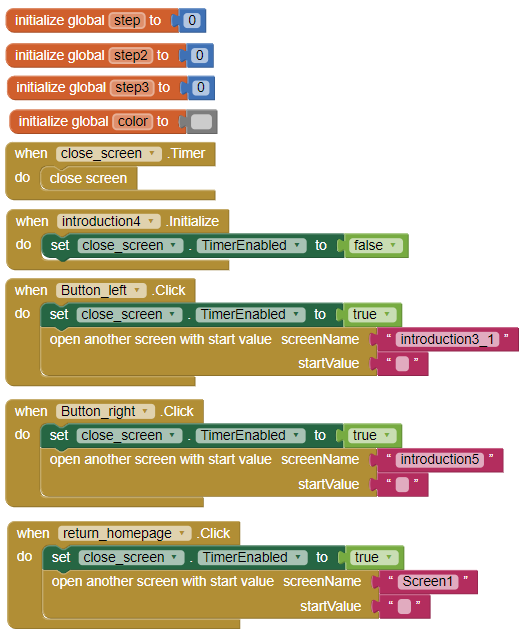 initialize global step to 0
initialize global step2 to 0
initialize global step3 to 0
initialize global color to
when close_screen .Timer
do close screen
when introduction4 .Initialize
do set close_screen . TimerEnabled to false
when Button_left .Click
do set close_screen . TimerEnabled to true
open another screen with start value screenName “ introduction3_1 ”
startValue “ ”
when Button_right .Click
do set close_screen . TimerEnabled to true
open another screen with start value screenName “ introduction5 ”
startValue “ ”
when return_homepage .Click
do set close_screen . TimerEnabled to true
open another screen with start value screenName “ Screen1 ”
startValue “ ”